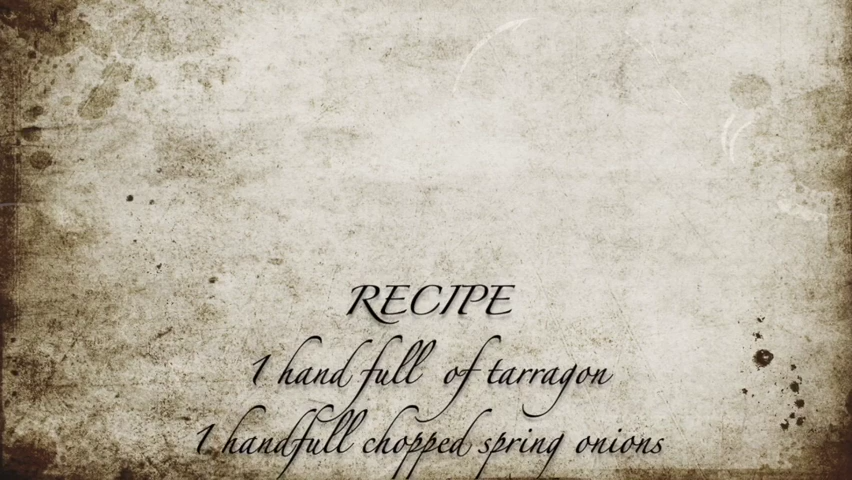 RECIPE
1 hand full of tarragon
1 handfull chopped spring onions